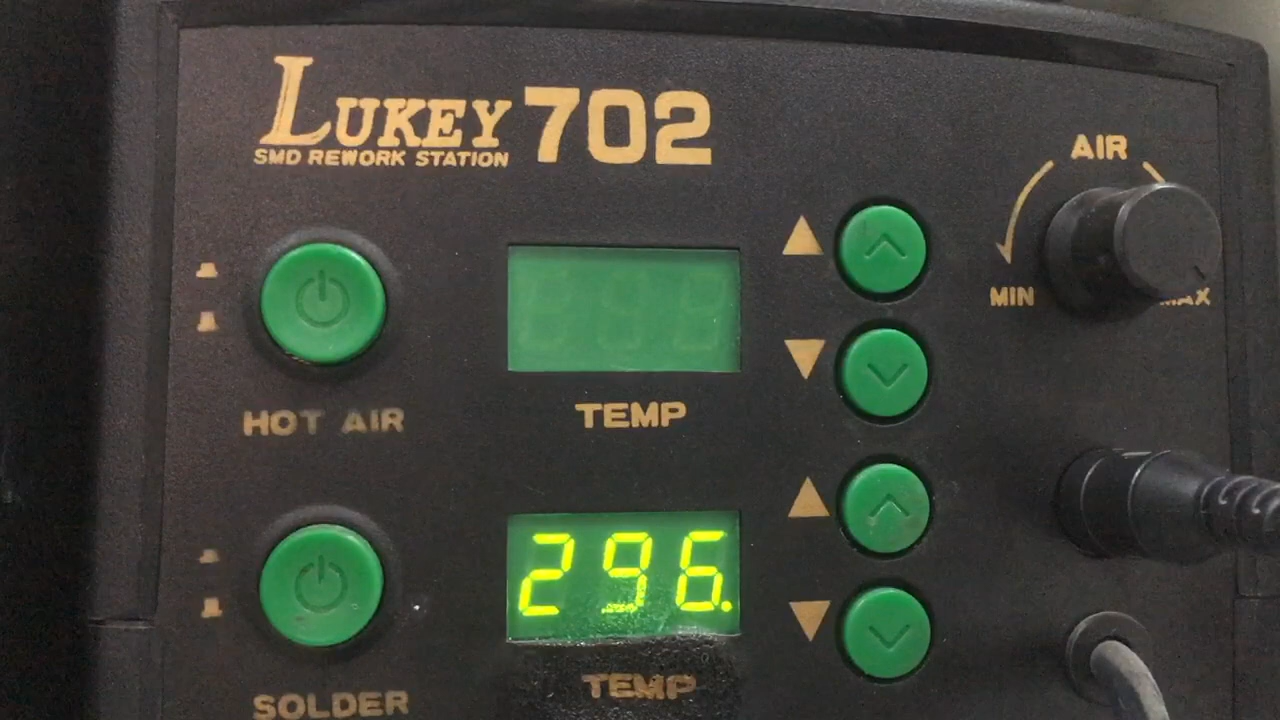 LUKEY 702
SMD REWORK STATION
AIR
MIN MAX
HOT AIR
TEMP
296.
SOLDER
TEMP